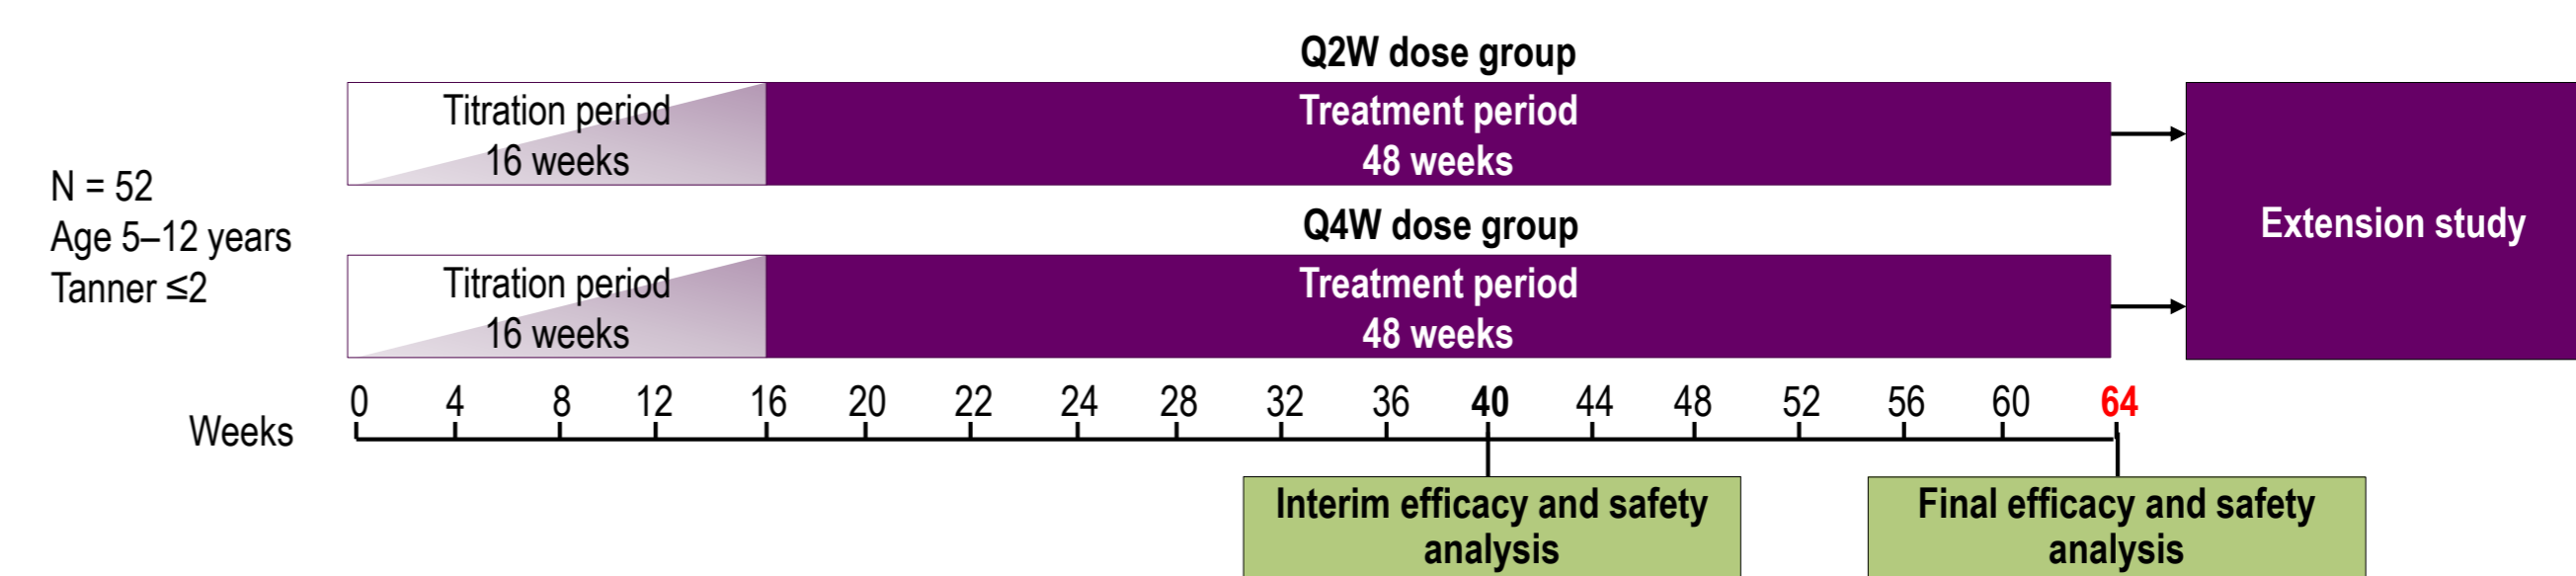 Q2W dose group
Titration period
16 weeks
Treatment period
48 weeks
N = 52
Age 5–12 years
Tanner ≤2
Q4W dose group
Titration period
16 weeks
Treatment period
48 weeks
Extension study
Weeks
0 4 8 12 16 20 22 24 28 32 36 40 44 48 52 56 60 64
Interim efficacy and safety
analysis
Final efficacy and safety
analysis